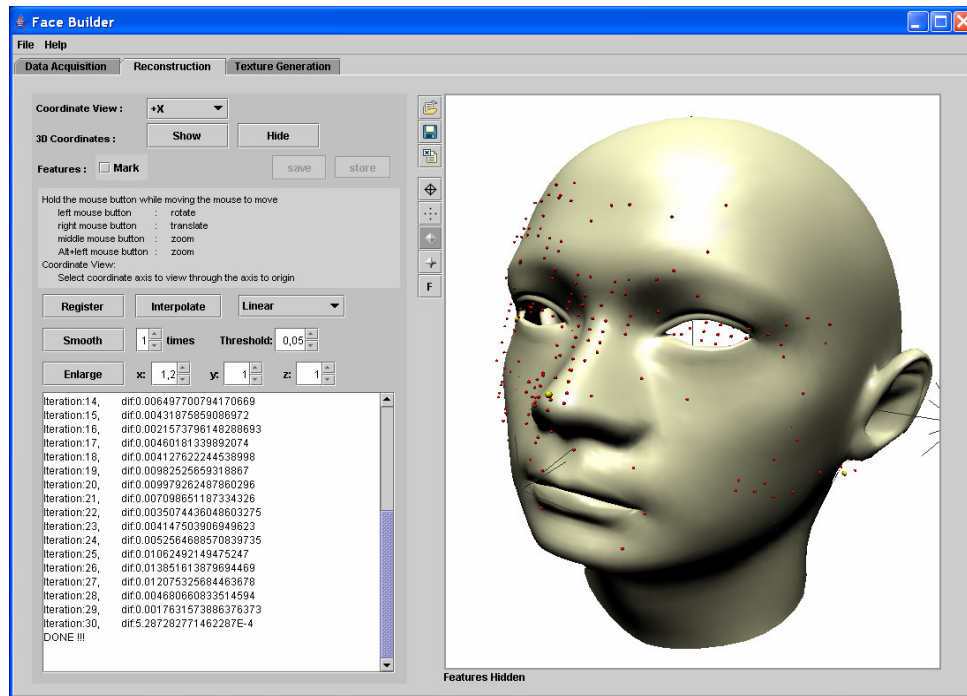 Face Builder
File Help
Data Acquisition Reconstruction Texture Generation
Coordinate View : +X
3D Coordinates : Show Hide
Features : Mark save store
Hold the mouse button while moving the mouse to move
left mouse button : rotate
right mouse button : translate
middle mouse button : zoom
Alt+left mouse button : zoom
Coordinate View:
Select coordinate axis to view through the axis to origin
F
Register Interpolate Linear
Smooth 1 times Threshold: 0,05
Enlarge x: 1,2 y: 1 z: 1
Iteration:14, dif:0.006497700794170669
Iteration:15, dif:0.00431875859086972
Iteration:16, dif:0.0021573796148288693
Iteration:17, dif:0.00460181339892074
Iteration:18, dif:0.004127622244538998
Iteration:19, dif:0.00982525659318867
Iteration:20, dif:0.009979262487860296
Iteration:21, dif:0.007098651187334326
Iteration:22, dif:0.0035074436048603275
Iteration:23, dif:0.004147503906949623
Iteration:24, dif:0.0052564688570839735
Iteration:25, dif:0.01062492149475247
Iteration:26, dif:0.013851613879694469
Iteration:27, dif:0.012075325684463678
Iteration:28, dif:0.004680660833514594
Iteration:29, dif:0.0017631573886376373
Iteration:30, dif:5.287282771462287E-4
DONE !!!
Features Hidden